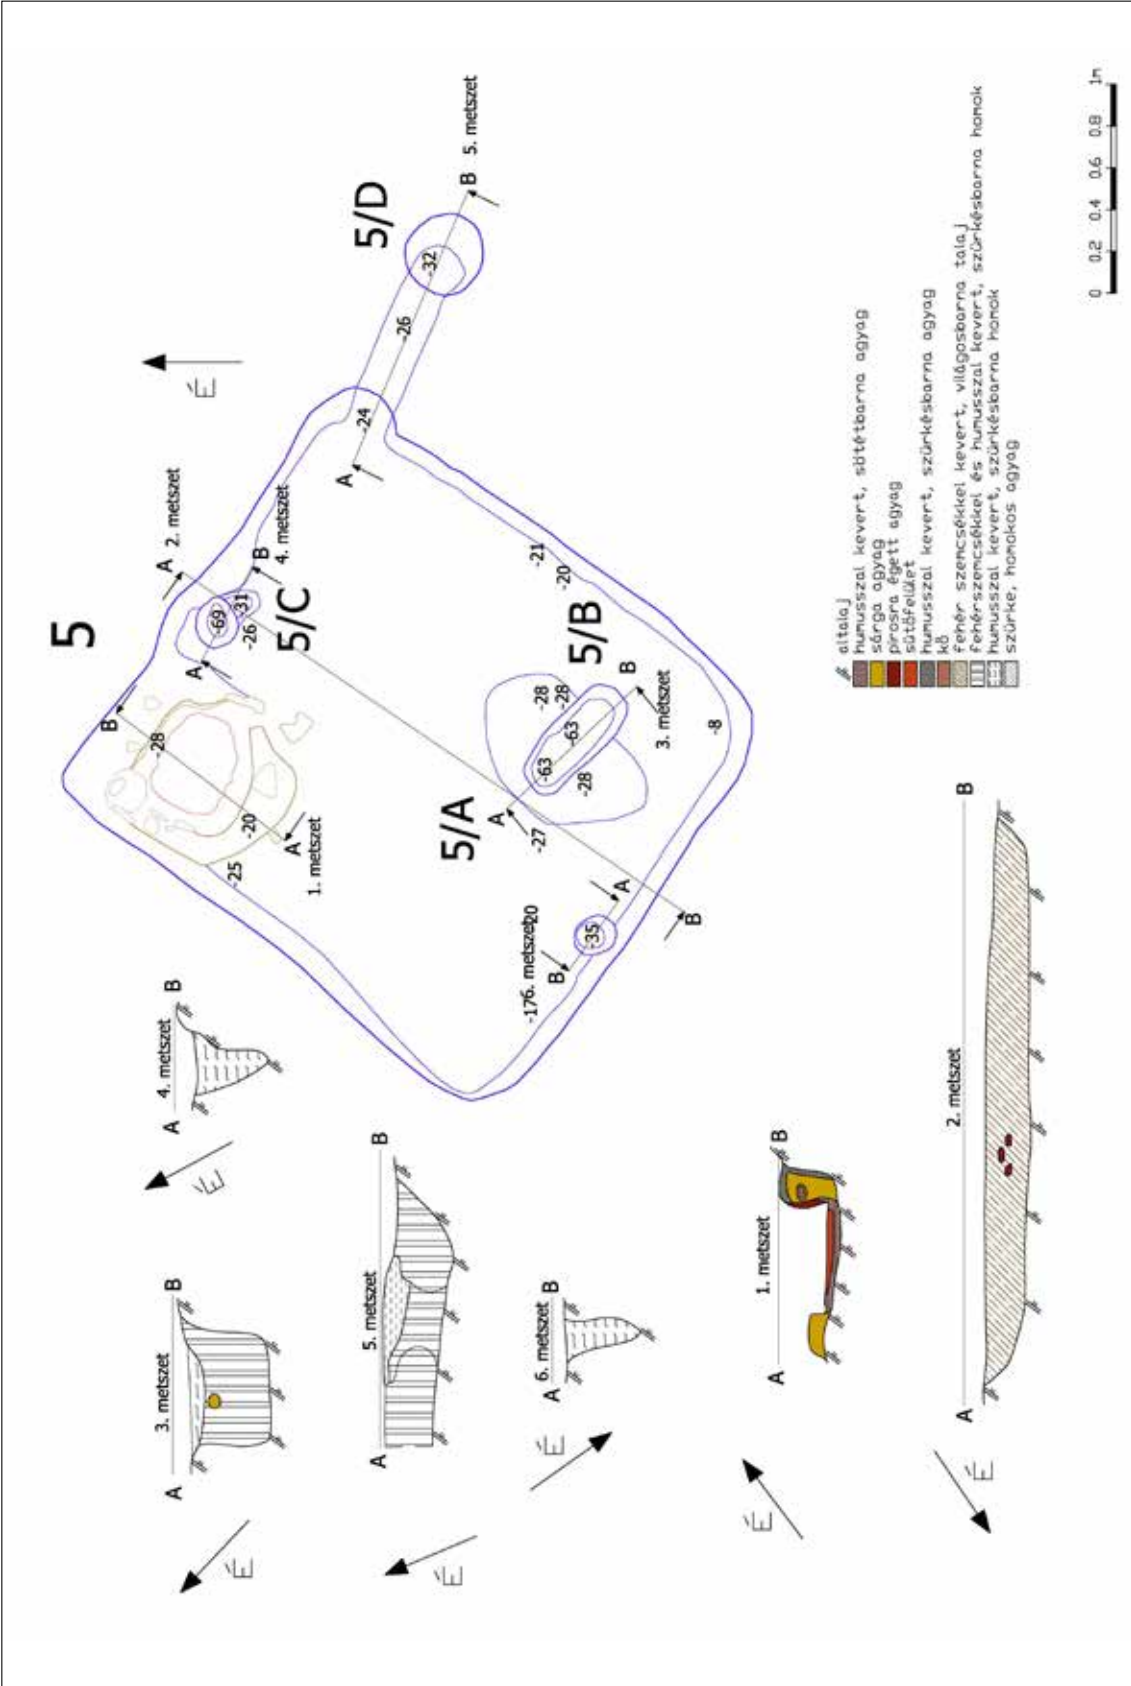 5
5/A
5/B
5/C
5/D
É
A
2. metszet
B
4. metszet
A
B
A
B
5. metszet
A
-69
-31
-26
-24
-26
-32
B
-28
-20
-25
A
1. metszet
-21
-20
-28
-28
-63
-63
-28
-27
A
B
3. metszet
-8
A
-35
B
-176. metszet20
B
3. metszet
A
B
É
4. metszet
A
B
É
5. metszet
A
B
É
6. metszet
A
B
É
1. metszet
A
B
É
2. metszet
A
B
É
altalaj
humusszal kevert, sötétbarna agyag
sárga agyag
pirosra égett agyag
sütőfelület
humusszal kevert, szürkésbarna agyag
kő
fehér szemcsékkel kevert, világosbarna talaj
fehérszemcsékkel és humusszal kevert, szürkésbarna homok
humusszal kevert, szürkésbarna homok
szürke, homokos agyag
0 0.2 0.4 0.6 0.8 1m